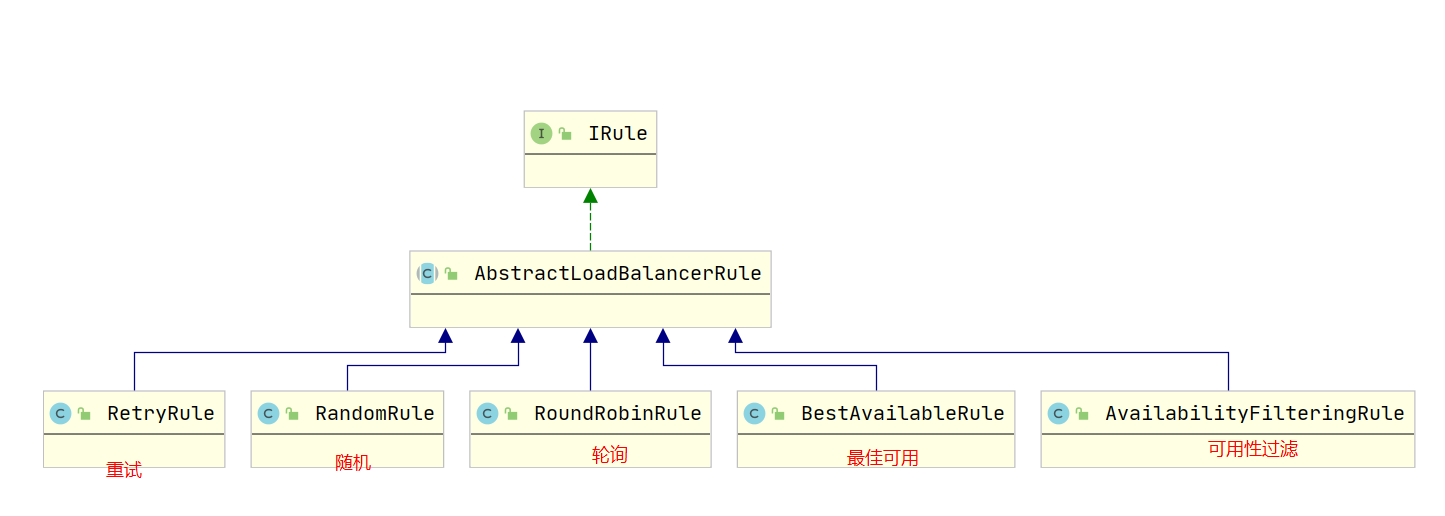 I IRule
C AbstractLoadBalancerRule
C RetryRule
重试
C RandomRule
随机
C RoundRobinRule
轮询
C BestAvailableRule
最佳可用
C AvailabilityFilteringRule
可用性过滤